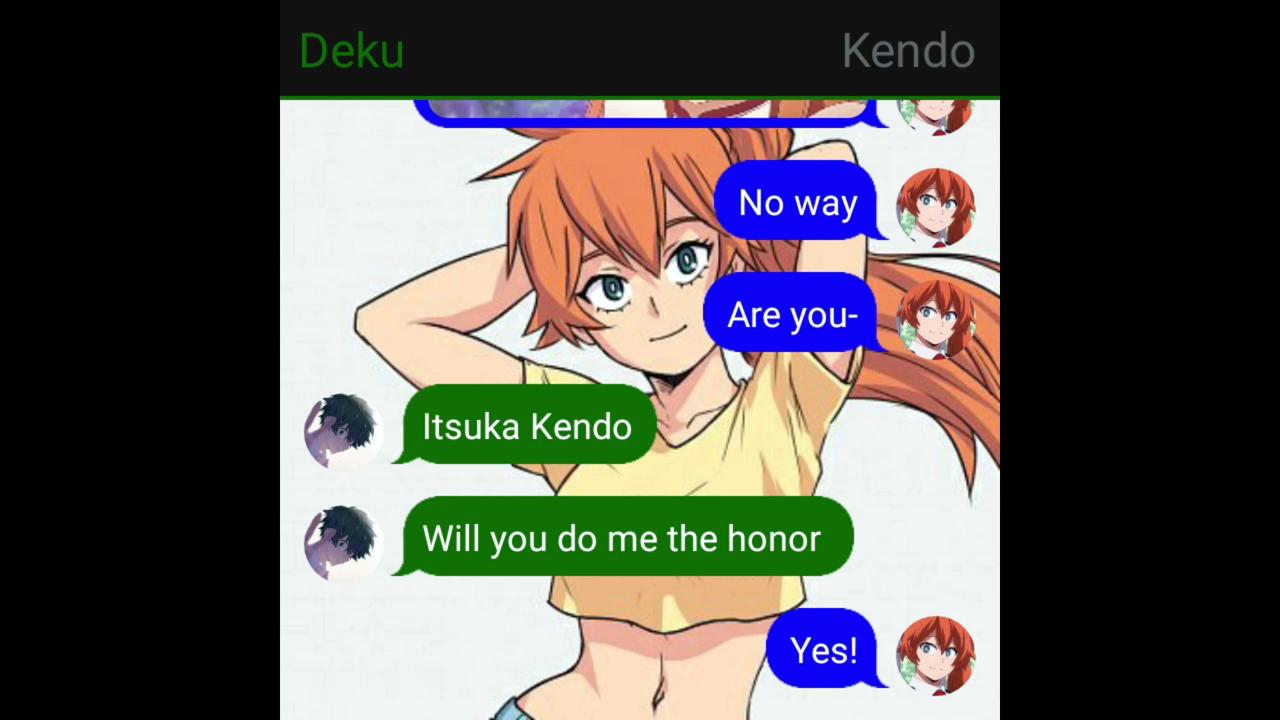 Deku
Kendo
No way
Are you-
Itsuka Kendo
Will you do me the honor
Yes!